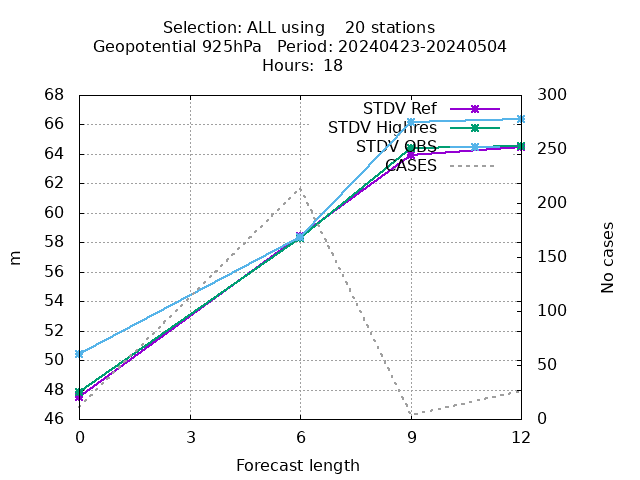 Selection: ALL using    20 stations
Geopotential 925hPa   Period: 20240423-20240504
Hours: 18
68
66
64
62
60
58
56
54
52
50
48
46
300
250
200
150
100
50
0
STDV Ref
STDV Highres
STDV OBS
CASES
m
No cases
0 3 6 9 12
Forecast length